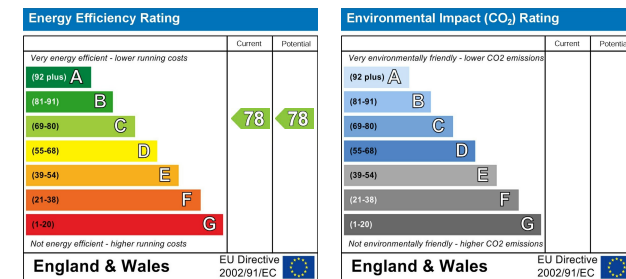 Energy Efficiency Rating
Current Potential
Very energy efficient - lower running costs
(92 plus) A
(81-91) B
(69-80) C 78 78
(55-68) D
(39-54) E
(21-38) F
(1-20) G
Not energy efficient - higher running costs
England & Wales
EU Directive
2002/91/EC
Environmental Impact (CO₂) Rating
Current Potential
Very environmentally friendly - lower CO2 emissions
(92 plus) A
(81-91) B
(69-80) C
(55-68) D
(39-54) E
(21-38) F
(1-20) G
Not environmentally friendly - higher CO2 emissions
England & Wales
EU Directive
2002/91/EC